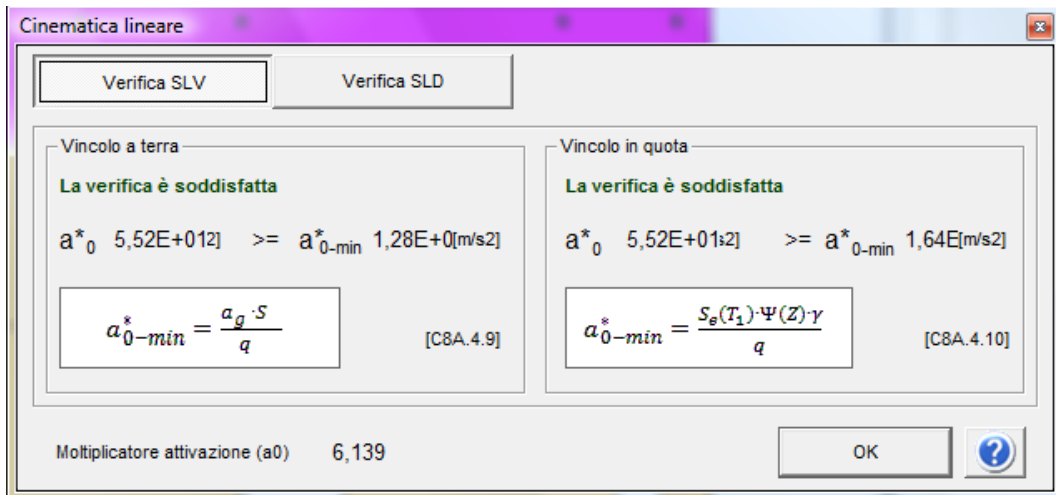 Cinematica lineare
Verifica SLV
Verifica SLD
Vincolo a terra
La verifica è soddisfatta
a*0 5,52E+012] >= a*0-min 1,28E+0[m/s2]
a*0-min = ag ·S / q
[C8A.4.9]
Vincolo in quota
La verifica è soddisfatta
a*0 5,52E+01s2] >= a*0-min 1,64E[m/s2]
a*0-min = Se(T1)·Ψ(Z)·γ / q
[C8A.4.10]
Moltiplicatore attivazione (a0) 6,139
OK
?